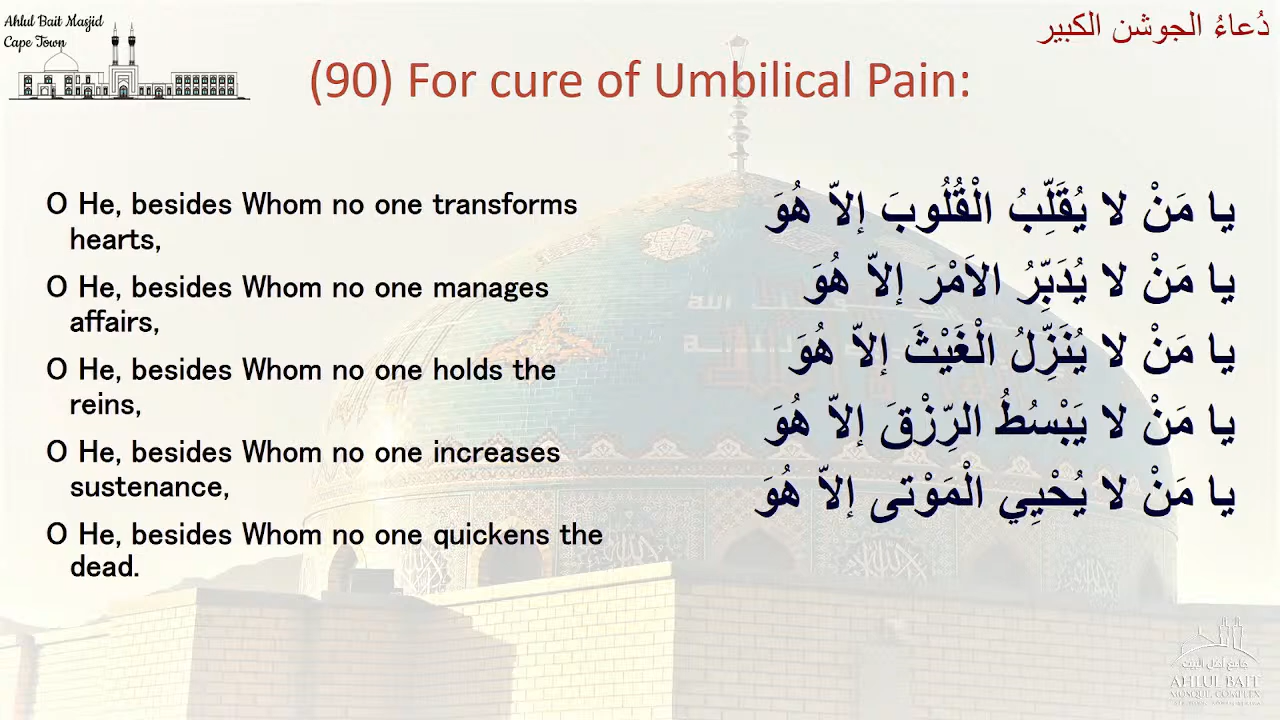 Ahlul Bait Masjid
Cape Town
دُعاءُ الجوشن الكبير
(90) For cure of Umbilical Pain:
O He, besides Whom no one transforms
hearts,
O He, besides Whom no one manages
affairs,
O He, besides Whom no one holds the
reins,
O He, besides Whom no one increases
sustenance,
O He, besides Whom no one quickens the
dead.
يا مَنْ لا يُقَلِّبُ الْقُلُوبَ إلاّ هُوَ
يا مَنْ لا يُدَبِّرُ الاَمْرَ إلاّ هُوَ
يا مَنْ لا يُنَزِّلُ الْغَيْثَ إلاّ هُوَ
يا مَنْ لا يَبْسُطُ الرِّزْقَ إلاّ هُوَ
يا مَنْ لا يُحْيِي الْمَوْتى إلاّ هُوَ
جامع أهل البيت
AHLUL BAIT
MOSQUE COMPLEX